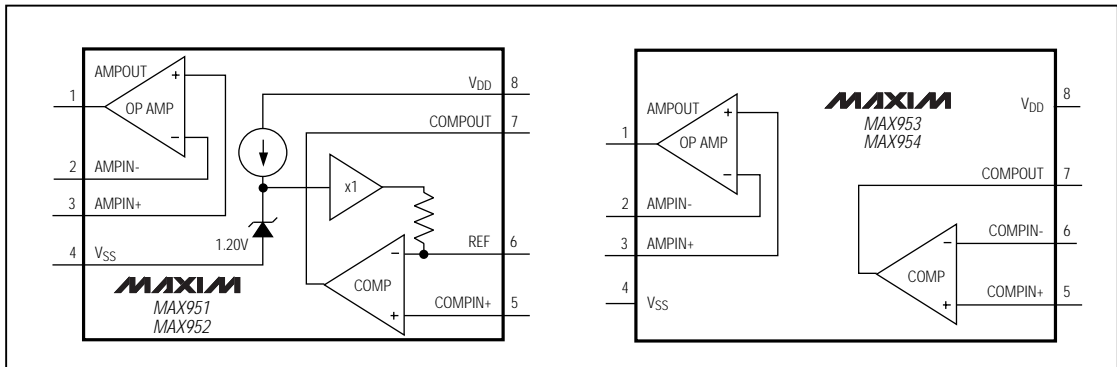 AMPOUT
+
1
OP AMP
−
2
AMPIN-
3
AMPIN+
4
VSS
1.20V
x1
VDD
8
COMPOUT
7
REF
6
−
COMP
+
COMPIN+
5
MAXIM
MAX951
MAX952
AMPOUT
+
1
OP AMP
−
2
AMPIN-
3
AMPIN+
4
VSS
MAXIM
MAX953
MAX954
VDD
8
COMPOUT
7
COMPIN-
6
−
COMP
+
COMPIN+
5